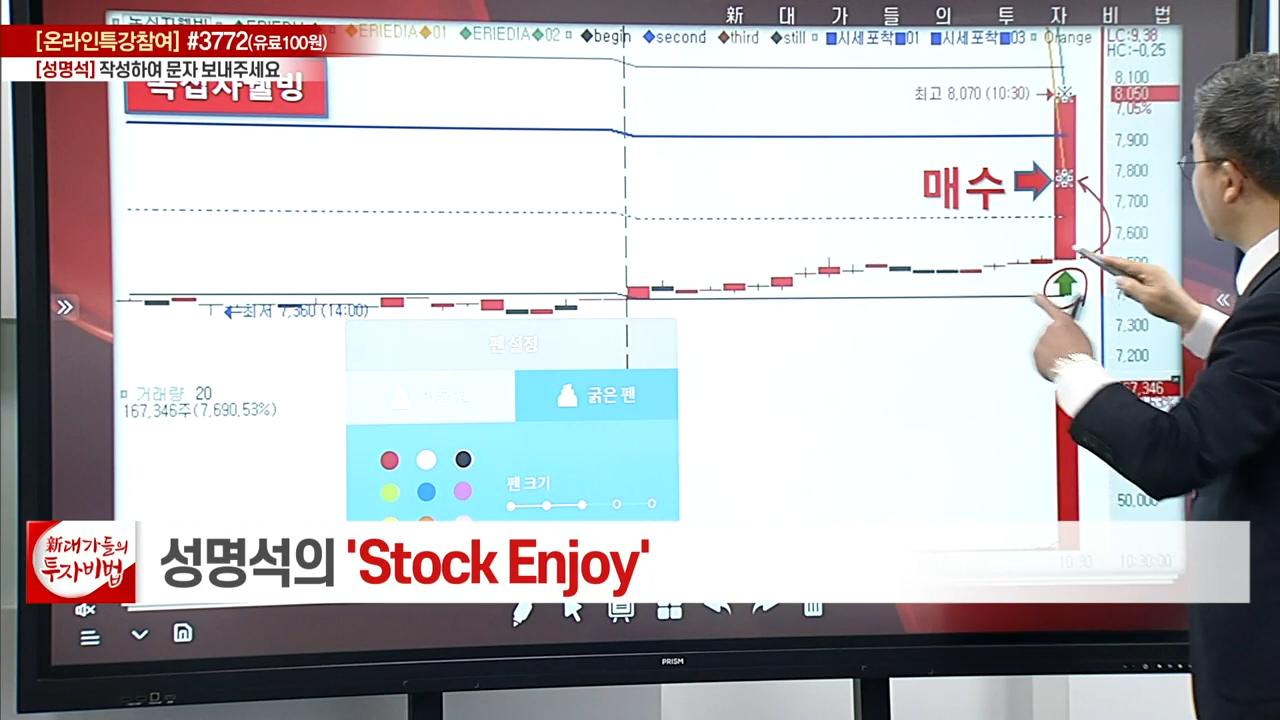 新 대 가 들 의 투 자 비 법
[온라인특강참여] #3772(유료100원)
[성명석] 작성하여 문자 보내주세요
ERIEDIA◆01 ◆ERIEDIA◆02 ◆begin ◆second ◆third ◆still ■시세포착■01 ■시세포착■03 Orange
LC:9.38
HC:-0.25
녹십자웰빙
최고 8,070 (10:30)
8,100
8,050
7.05%
7,900
매수
7,800
7,700
7,600
최저 7,360 (14:00)
7,300
7,200
펜 설정
굵은 펜
펜 크기
거래량 20
167,346주(7,690.53%)
50,000
10:30 10:30:00
新대가들의
투자비법
성명석의 'Stock Enjoy'
PRISM